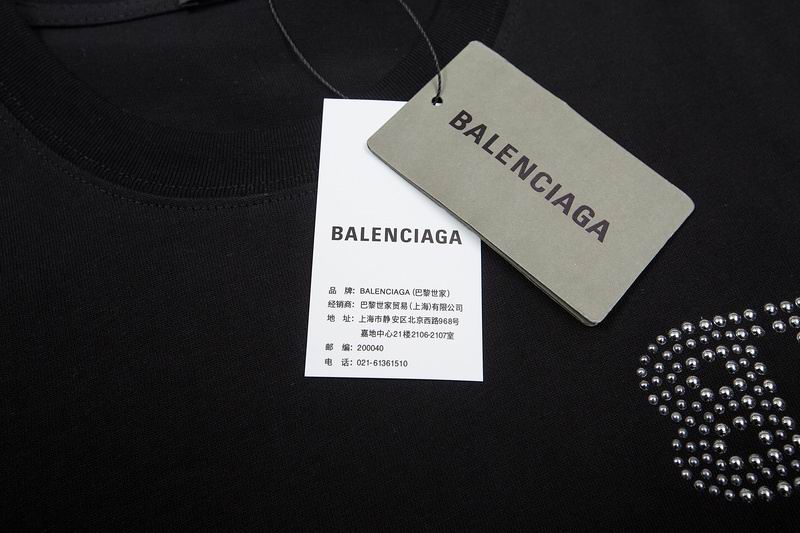 BALENCIAGA
BALENCIAGA
品 牌：BALENCIAGA (巴黎世家)
经销商：巴黎世家贸易(上海)有限公司
地 址：上海市静安区北京西路968号
嘉地中心21楼2106-2107室
邮 编：200040
电 话：021-61361510